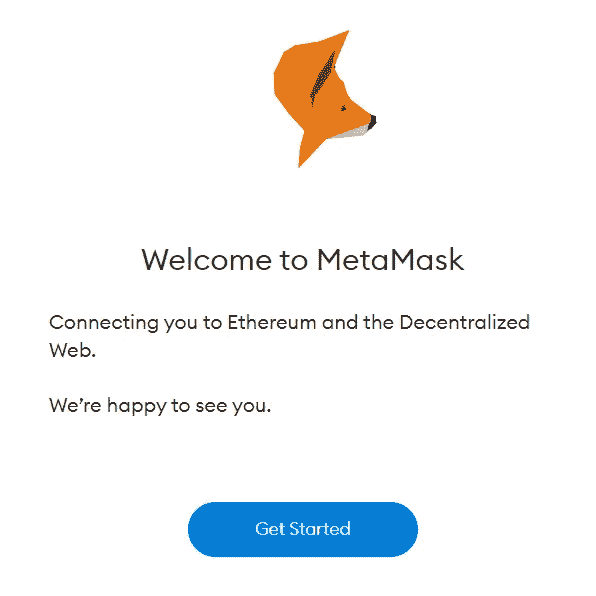 Welcome to MetaMask
Connecting you to Ethereum and the Decentralized
Web.
We’re happy to see you.
Get Started